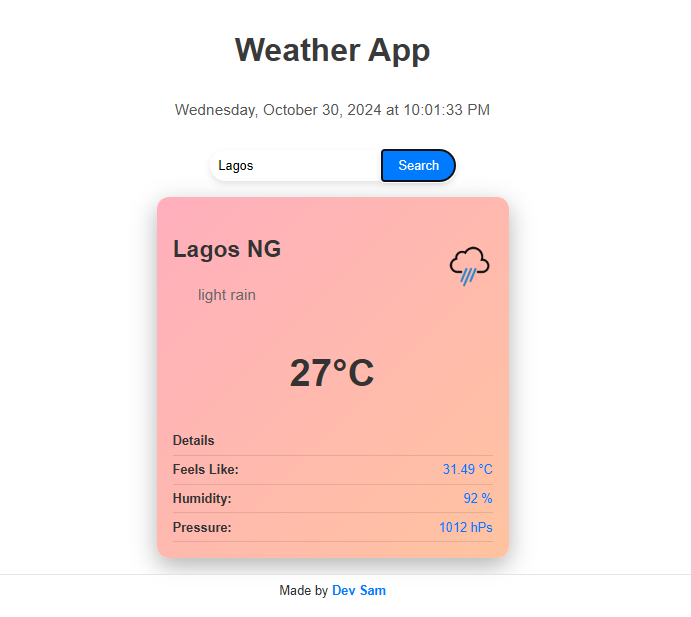 Weather App
Wednesday, October 30, 2024 at 10:01:33 PM
Lagos Search
Lagos NG
light rain
27°C
Details
Feels Like: 31.49 °C
Humidity: 92 %
Pressure: 1012 hPs
Made by Dev Sam